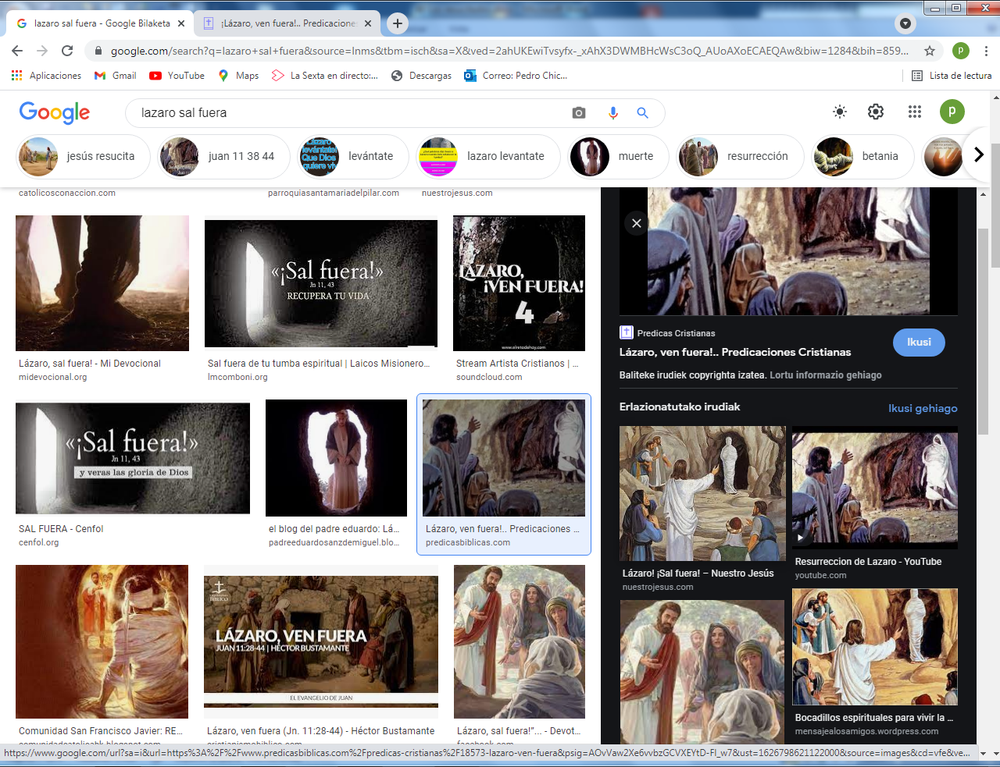 lazaro sal fuera - Google Bilaketa
¡Lázaro, ven fuera!.. Predicacione
google.com/search?q=lazaro+sal+fuera&source=lnms&tbm=isch&sa=X&ved=2ahUKEwiTvsyfx-_xAhX3DWMBHcWsC3oQ_AUoAXoECAEQAw&biw=1284&bih=859...
p
Aplicaciones
Gmail
YouTube
Maps
La Sexta en directo:...
Descargas
Correo: Pedro Chic...
Lista de lectura
Google
lazaro sal fuera
p
jesús resucita
juan 11 38 44
levántate
lazaro levantate
muerte
resurrección
betania
catolicosconaccion.com
parroquiasantamariadelpilar.com
nuestrojesus.com
«¡Sal fuera!»
Jn 11, 43
RECUPERA TU VIDA
LAZARO,
¡VEN FUERA!
4
www.elretodehoy.com
Lázaro, sal fuera! - Mi Devocional
midevocional.org
Sal fuera de tu tumba espiritual | Laicos Misionero...
lmcomboni.org
Stream Artista Cristianos | ...
soundcloud.com
«¡Sal fuera!»
Jn 11, 43
y veras las gloria de Dios
SAL FUERA - Cenfol
cenfol.org
el blog del padre eduardo: Lá...
padreeduardosanzdemiguel.blo...
Lázaro, ven fuera!.. Predicaciones ...
predicasbiblicas.com
BÍBLICO
LÁZARO, VEN FUERA
JUAN 11:28-44 | HÉCTOR BUSTAMANTE
EL EVANGELIO DE JUAN
Comunidad San Francisco Javier: RE...
comunidadcatolicahk.blogspot.com
Lázaro, ven fuera (Jn. 11:28-44) - Héctor Bustamante
cristianismobiblico.com
Lázaro, sal fuera!”... - Devot...
facebook.com
Predicas Cristianas
Lázaro, ven fuera!.. Predicaciones Cristianas
Ikusi
Baliteke irudiek copyrighta izatea. Lortu informazio gehiago
Erlazionatutako irudiak
Ikusi gehiago
Lázaro! ¡Sal fuera! – Nuestro Jesús
nuestrojesus.com
Resurreccion de Lazaro - YouTube
youtube.com
Bocadillos espirituales para vivir la ...
mensajealosamigos.wordpress.com
https://www.google.com/url?sa=i&url=https%3A%2F%2Fwww.predicasbiblicas.com%2Fpredicas-cristianas%2F18573-lazaro-ven-fuera&psig=AOvVaw2Xe6vvbzGCVXEYtD-Fl_w7&ust=1626798621122000&source=images&cd=vfe&ve...